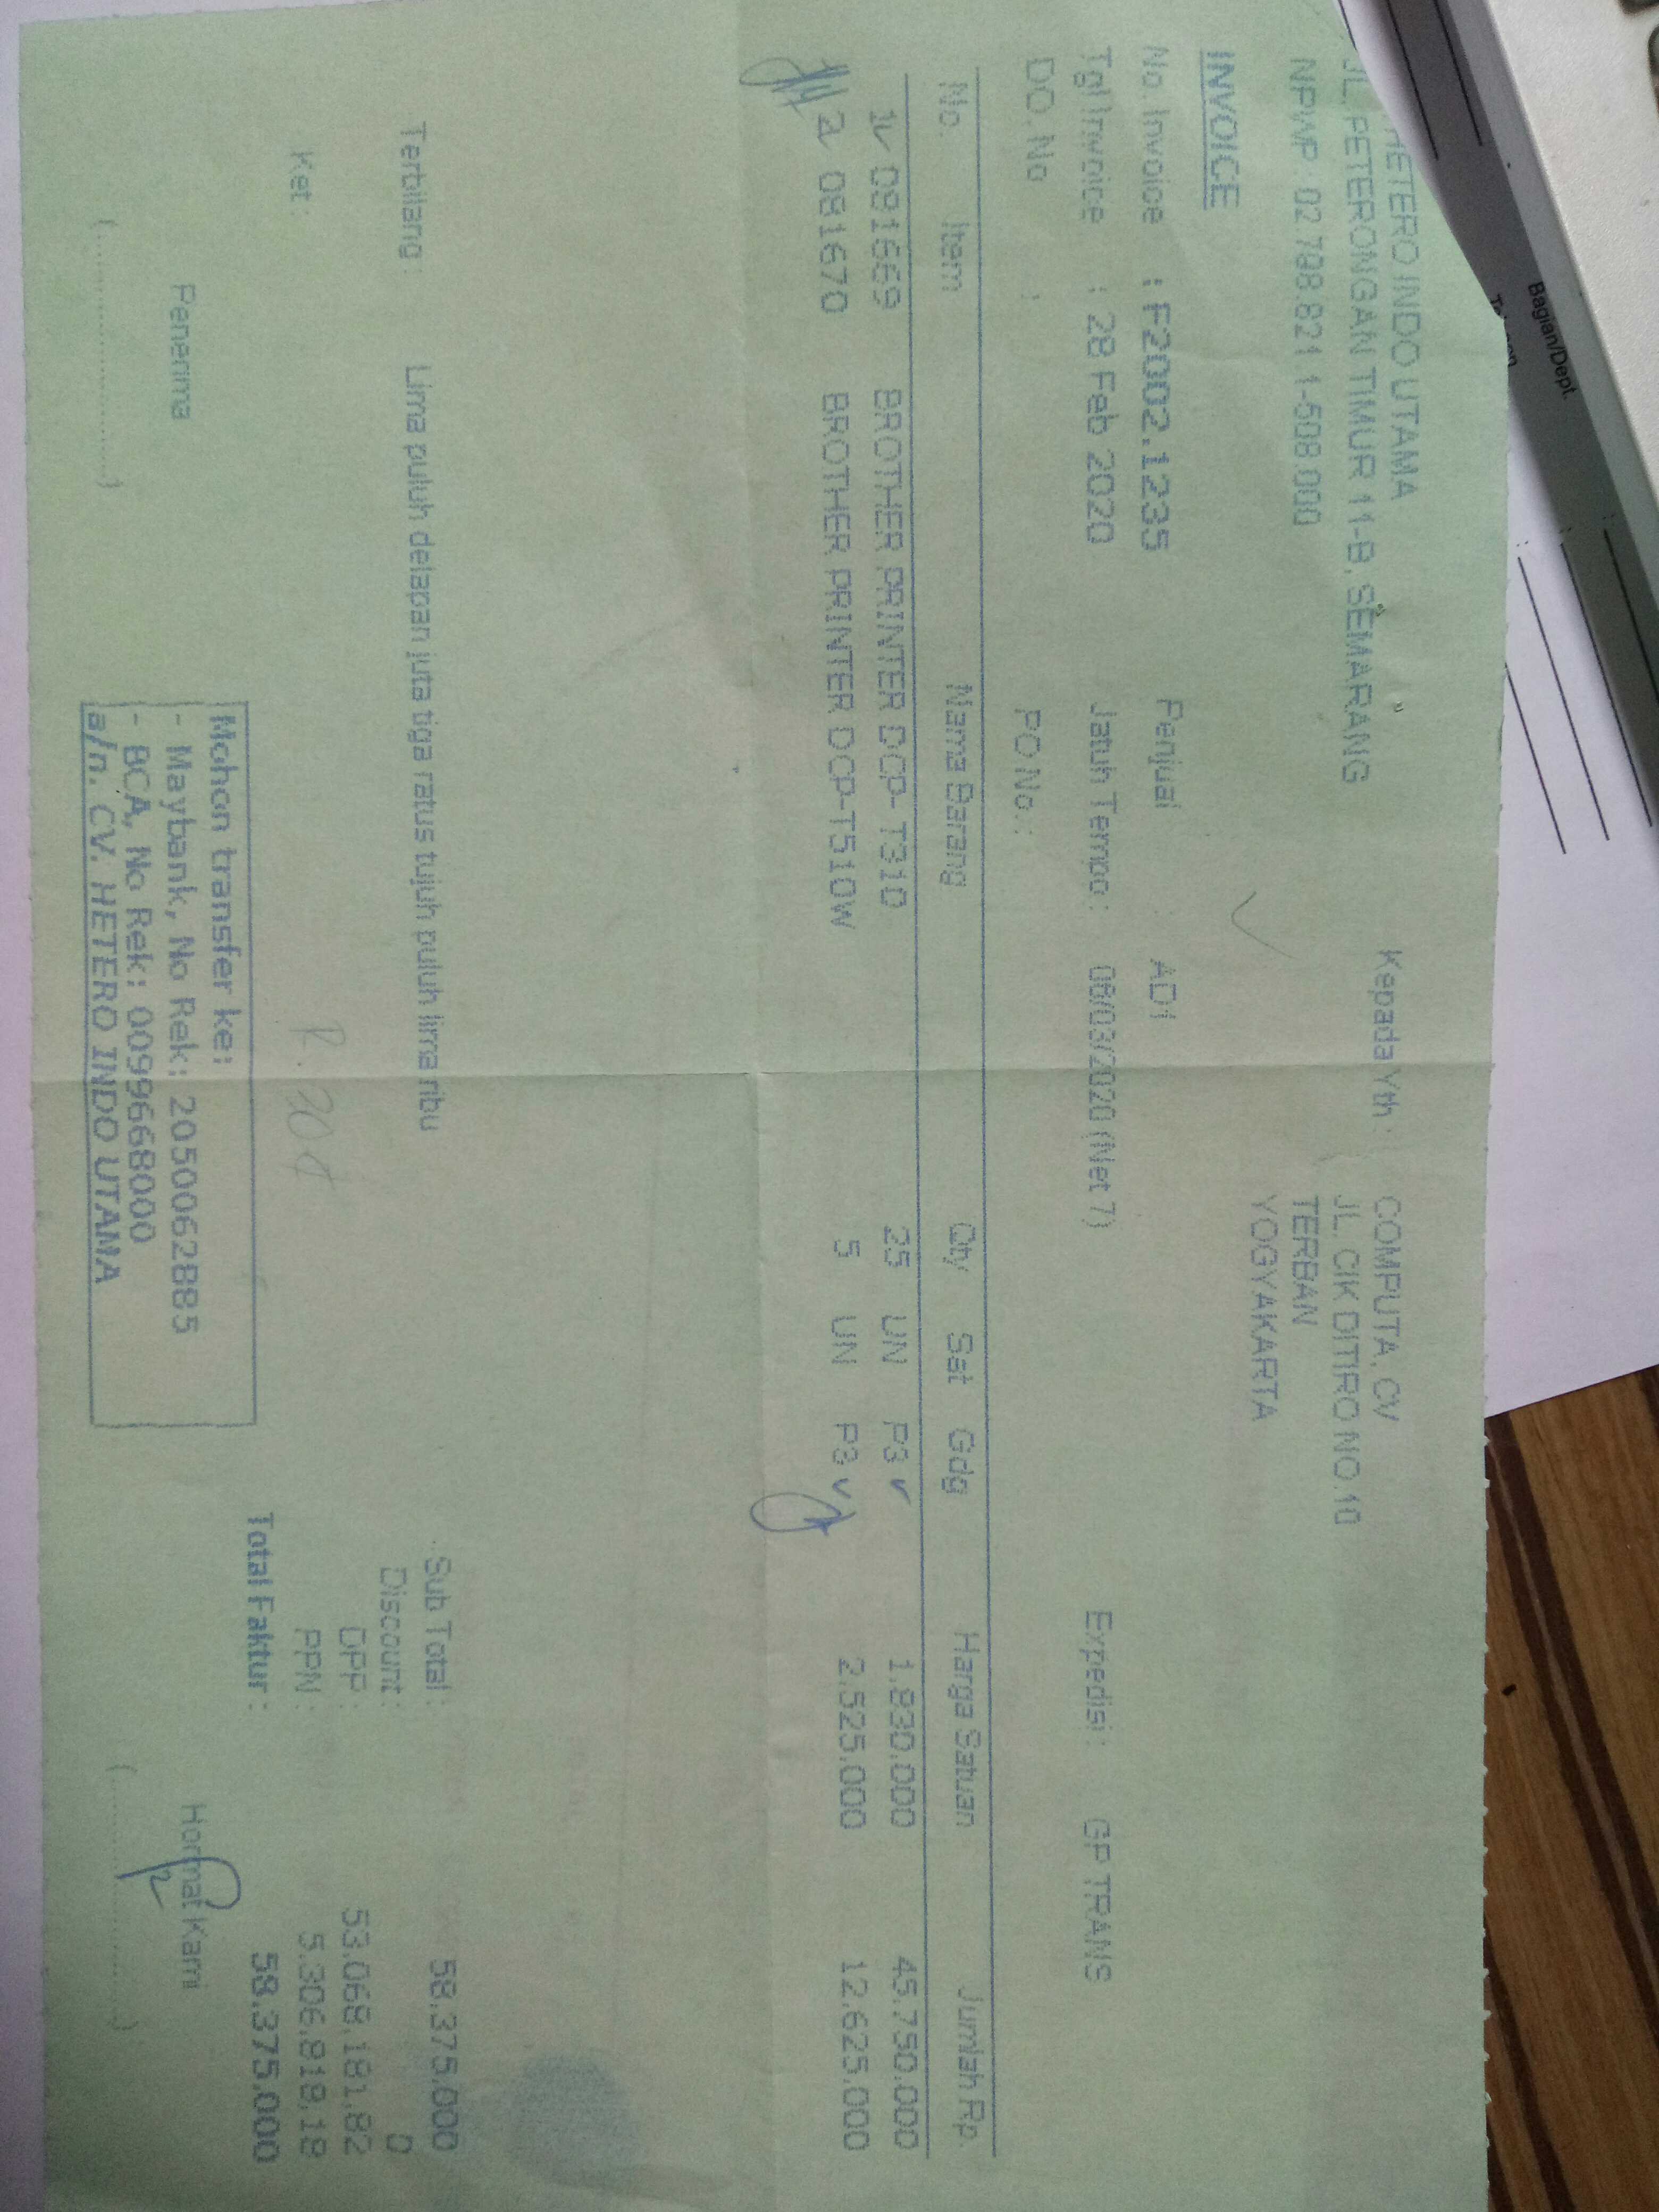 HETERO INDO UTAMA
JL. PETERONGAN TIMUR 11-B, SEMARANG
NPWP : 02.798.821.1-508.000
Kepada Yth :
COMPUTA, CV
JL. CIK DITIRO NO.10
TERBAN
YOGYAKARTA
INVOICE
No. Invoice : F2002.1235 Penjual AD1
Tgl Invoice : 28 Feb 2020 Jatuh Tempo : 06/03/2020 (Net 7) Expedisi : GP TRANS
DO. No : PO No. :
No. Item Nama Barang Qty Sat Gdg Harga Satuan Jumlah Rp.
1 081669 BROTHER PRINTER DCP- T310 25 UN P3 1.830.000 45.750.000
2 081670 BROTHER PRINTER DCP-T510W 5 UN P3 2.525.000 12.625.000
Terbilang : Lima puluh delapan juta tiga ratus tujuh puluh lima ribu
Sub Total : 58.375.000
Discount : 0
DPP : 53.068.181,82
Ket : PPN : 5.306.818,18
Total Faktur : 58.375.000
Mohon transfer ke:
- Maybank, No Rek: 2050062885
- BCA, No Rek: 0099668000
a/n. CV. HETERO INDO UTAMA
Penerima
Hormat Kami
(....................)
(....................)
Bagian/Depl.